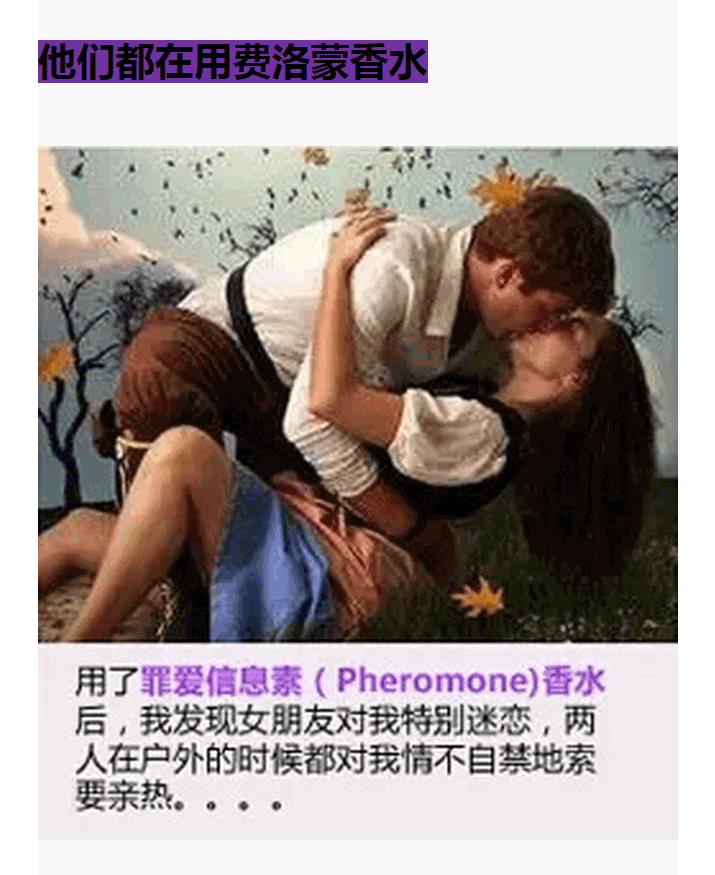 他们都在用费洛蒙香水
用了罪爱信息素（Pheromone)香水
后，我发现女朋友对我特别迷恋，两
人在户外的时候都对我情不自禁地索
要亲热。。。。